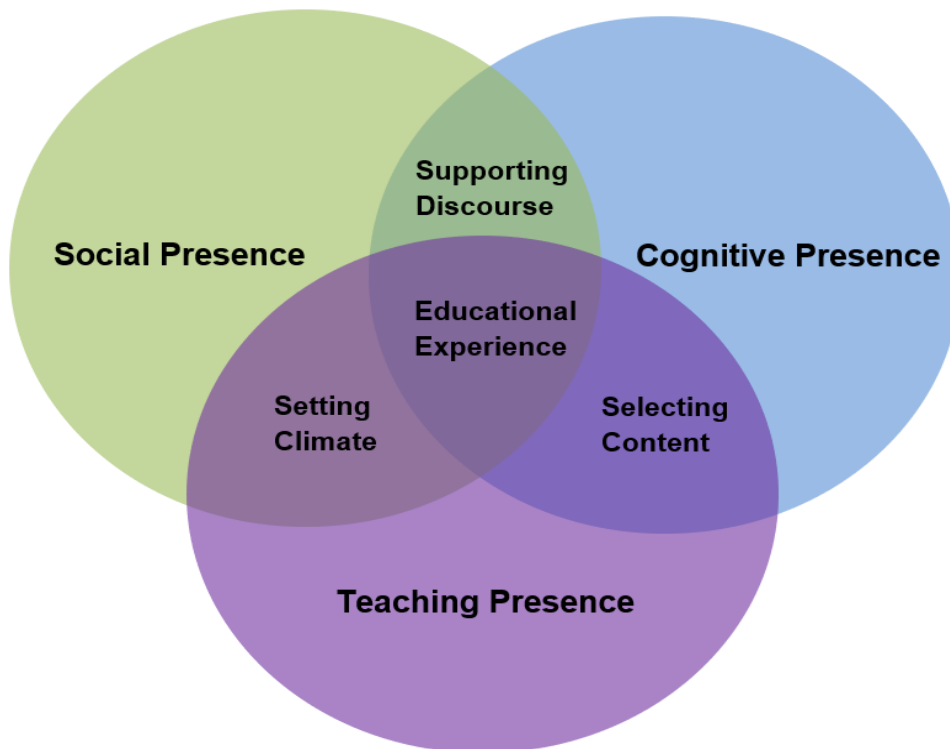 Supporting
Discourse
Social Presence
Cognitive Presence
Educational
Experience
Setting
Climate
Selecting
Content
Teaching Presence